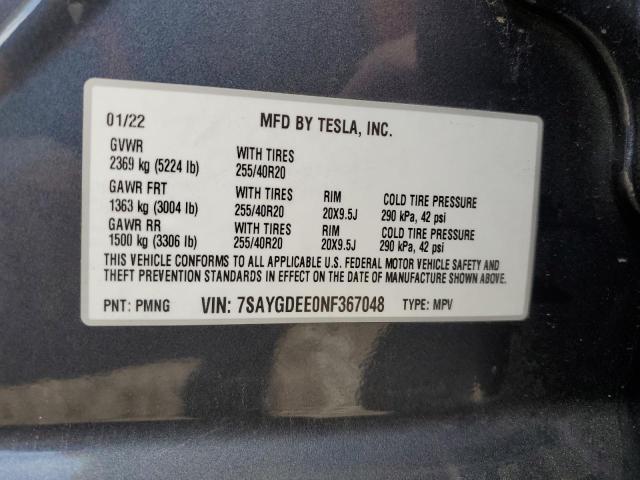 01/22 MFD BY TESLA, INC.
GVWR WITH TIRES
2369 kg (5224 lb) 255/40R20
GAWR FRT WITH TIRES RIM COLD TIRE PRESSURE
1363 kg (3004 lb) 255/40R20 20X9.5J 290 kPa, 42 psi
GAWR RR WITH TIRES RIM COLD TIRE PRESSURE
1500 kg (3306 lb) 255/40R20 20X9.5J 290 kPa, 42 psi
THIS VEHICLE CONFORMS TO ALL APPLICABLE U.S. FEDERAL MOTOR VEHICLE SAFETY AND
THEFT PREVENTION STANDARDS IN EFFECT ON THE DATE OF MANUFACTURE SHOWN ABOVE.
PNT: PMNG VIN: 7SAYGDEE0NF367048 TYPE: MPV